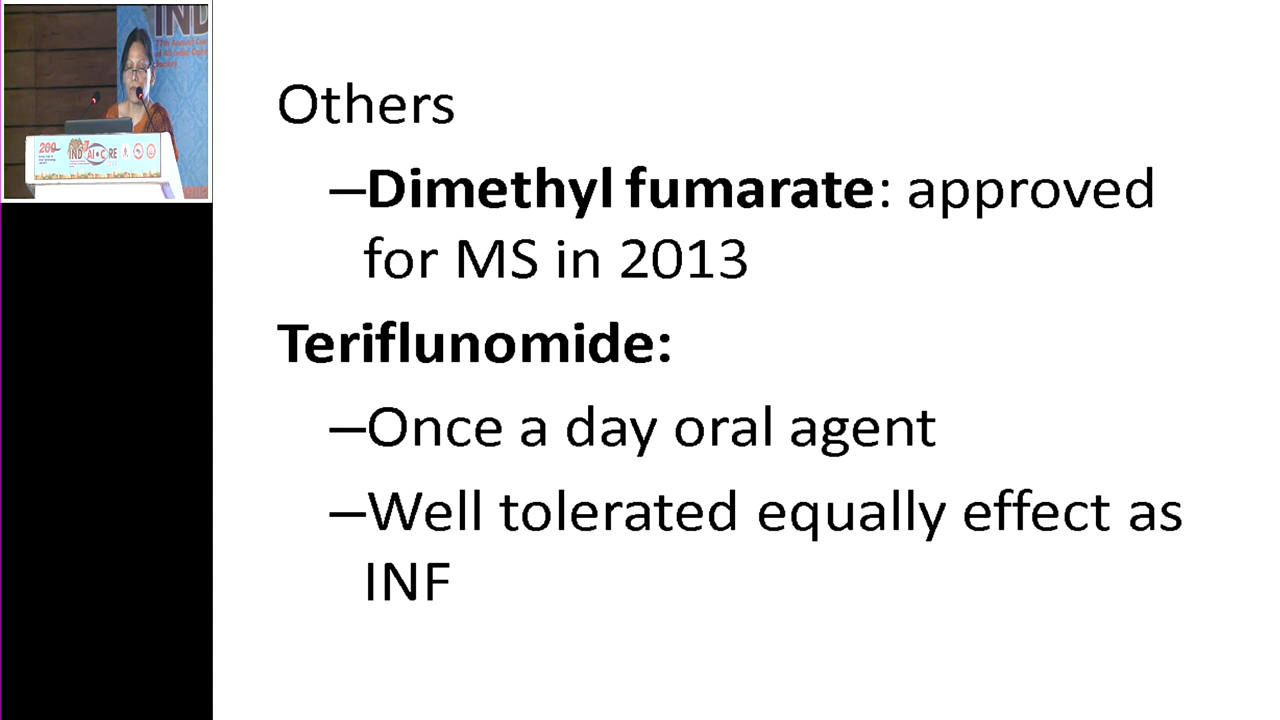 IND
Others
–Dimethyl fumarate: approved
for MS in 2013
Teriflunomide:
–Once a day oral agent
–Well tolerated equally effect as
INF